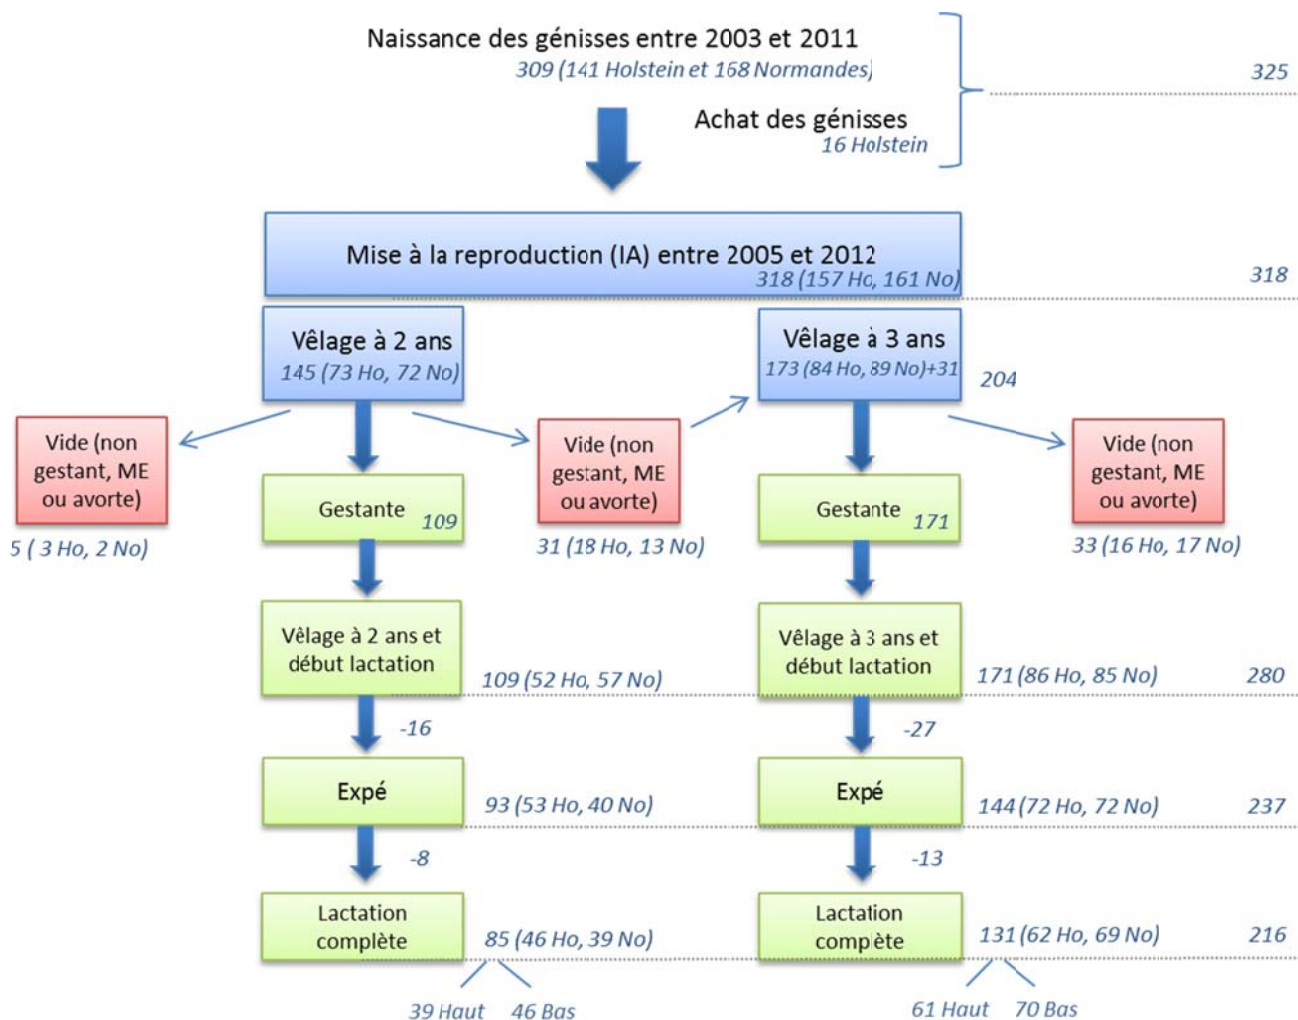 Naissance des génisses entre 2003 et 2011
309 (141 Holstein et 168 Normandes)
325
Achat des génisses
16 Holstein
Mise à la reproduction (IA) entre 2005 et 2012
318 (157 Ho, 161 No)
318
Vêlage à 2 ans
145 (73 Ho, 72 No)
Vêlage à 3 ans
173 (84 Ho, 89 No)+31
204
Vide (non
gestant, ME
ou avorte)
5 ( 3 Ho, 2 No)
Gestante
109
Vide (non
gestant, ME
ou avorte)
31 (18 Ho, 13 No)
Gestante
171
Vide (non
gestant, ME
ou avorte)
33 (16 Ho, 17 No)
Vêlage à 2 ans et
début lactation
109 (52 Ho, 57 No)
Vêlage à 3 ans et
début lactation
171 (86 Ho, 85 No)
280
-16
-27
Expé
93 (53 Ho, 40 No)
Expé
144 (72 Ho, 72 No)
237
-8
-13
Lactation
complète
85 (46 Ho, 39 No)
Lactation
complète
131 (62 Ho, 69 No)
216
39 Haut
46 Bas
61 Haut
70 Bas